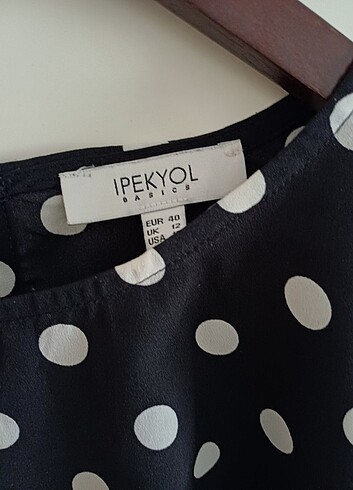 IPEKYOL
BASICS
EUR 40
UK 12
USA